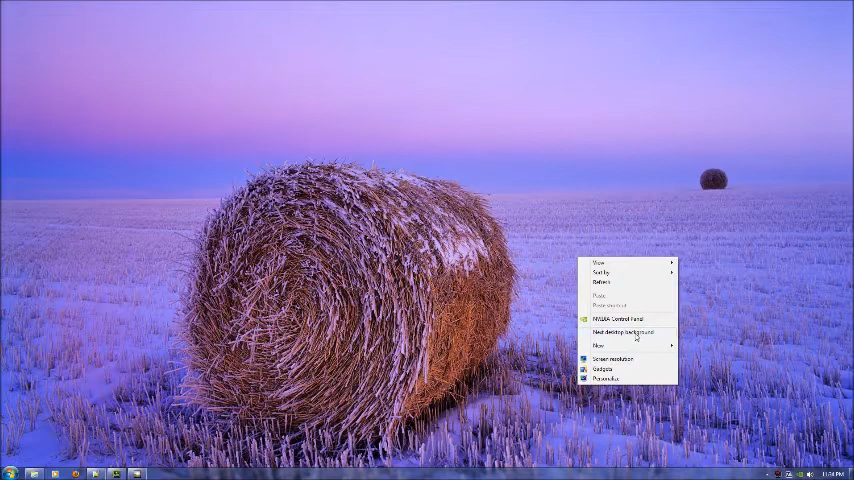 View
Sort by
Refresh
Paste
Paste shortcut
NVIDIA Control Panel
Next desktop background
New
Screen resolution
Gadgets
Personalize